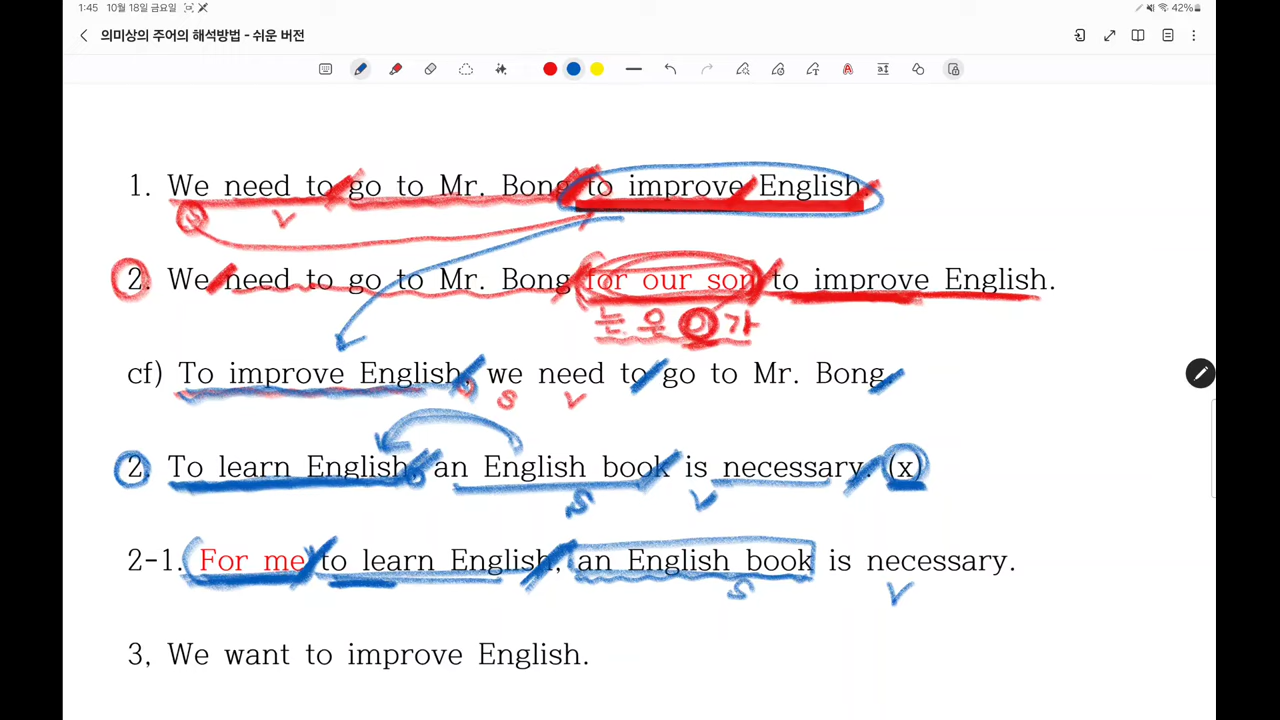 1:45 10월 18일 금요일 42%
의미상의 주어의 해석방법 - 쉬운 버전
1. We need to go to Mr. Bong to improve English.
V
2. We need to go to Mr. Bong for our son to improve English.
는 은 이 가
cf) To improve English, we need to go to Mr. Bong.
S V
2. To learn English, an English book is necessary. (x)
S V
2-1. For me to learn English, an English book is necessary.
S V
3, We want to improve English.